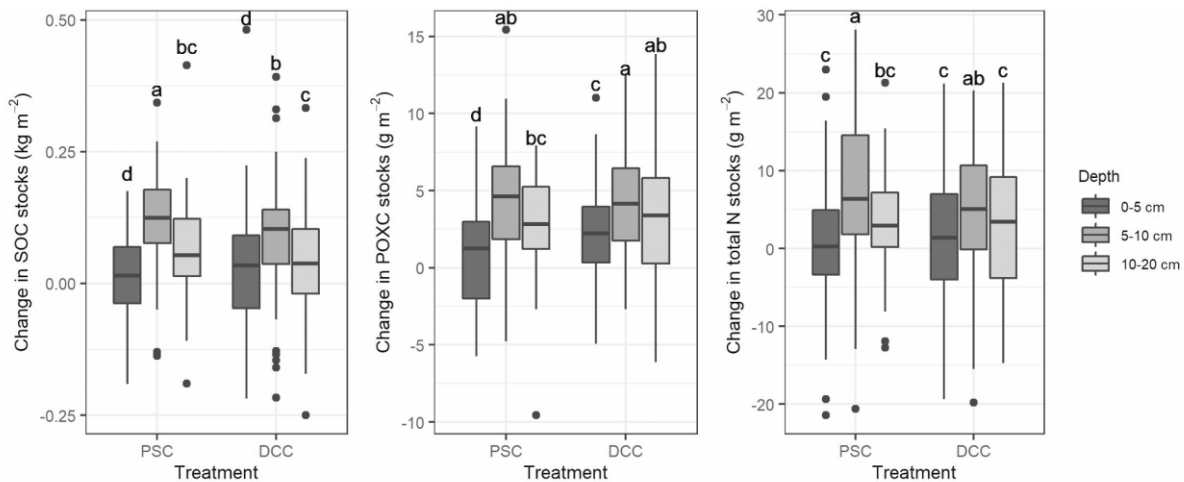 Change in SOC stocks (kg m⁻²)
0.50
0.25
0.00
-0.25
d
a
bc
d
b
c
PSC
DCC
Treatment
Change in POXC stocks (g m⁻²)
15
10
5
0
-5
-10
d
ab
bc
c
a
ab
PSC
DCC
Treatment
Change in total N stocks (g m⁻²)
30
20
10
0
-10
-20
c
a
bc
c
ab
c
PSC
DCC
Treatment
Depth
0-5 cm
5-10 cm
10-20 cm